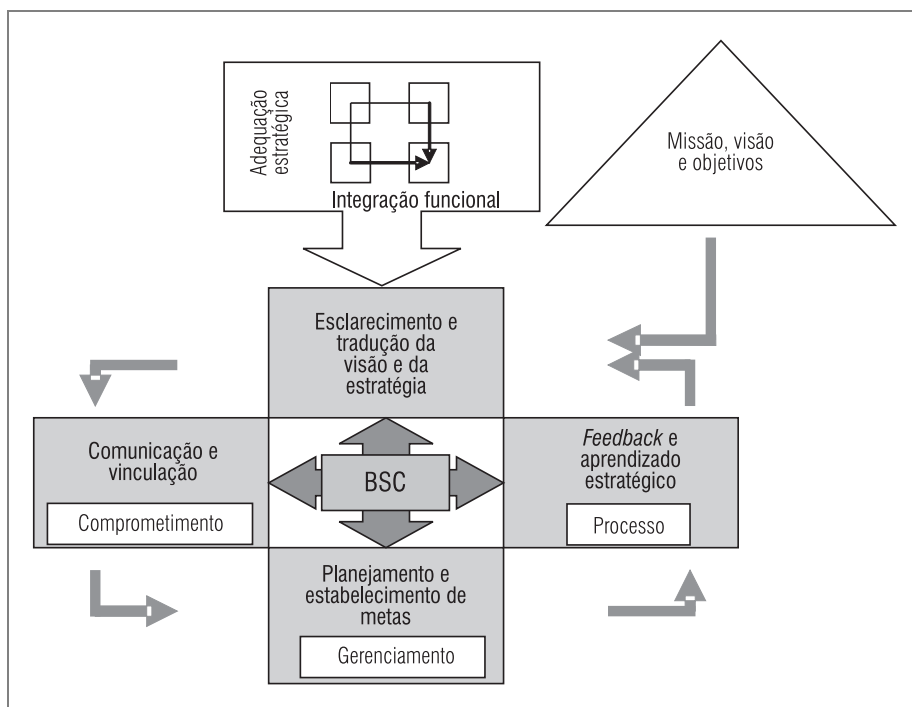 Adequação
estratégica
Integração funcional
Missão, visão
e objetivos
Esclarecimento e
tradução da
visão e da
estratégia
Comunicação e
vinculação
Comprometimento
BSC
Feedback e
aprendizado
estratégico
Processo
Planejamento e
estabelecimento de
metas
Gerenciamento